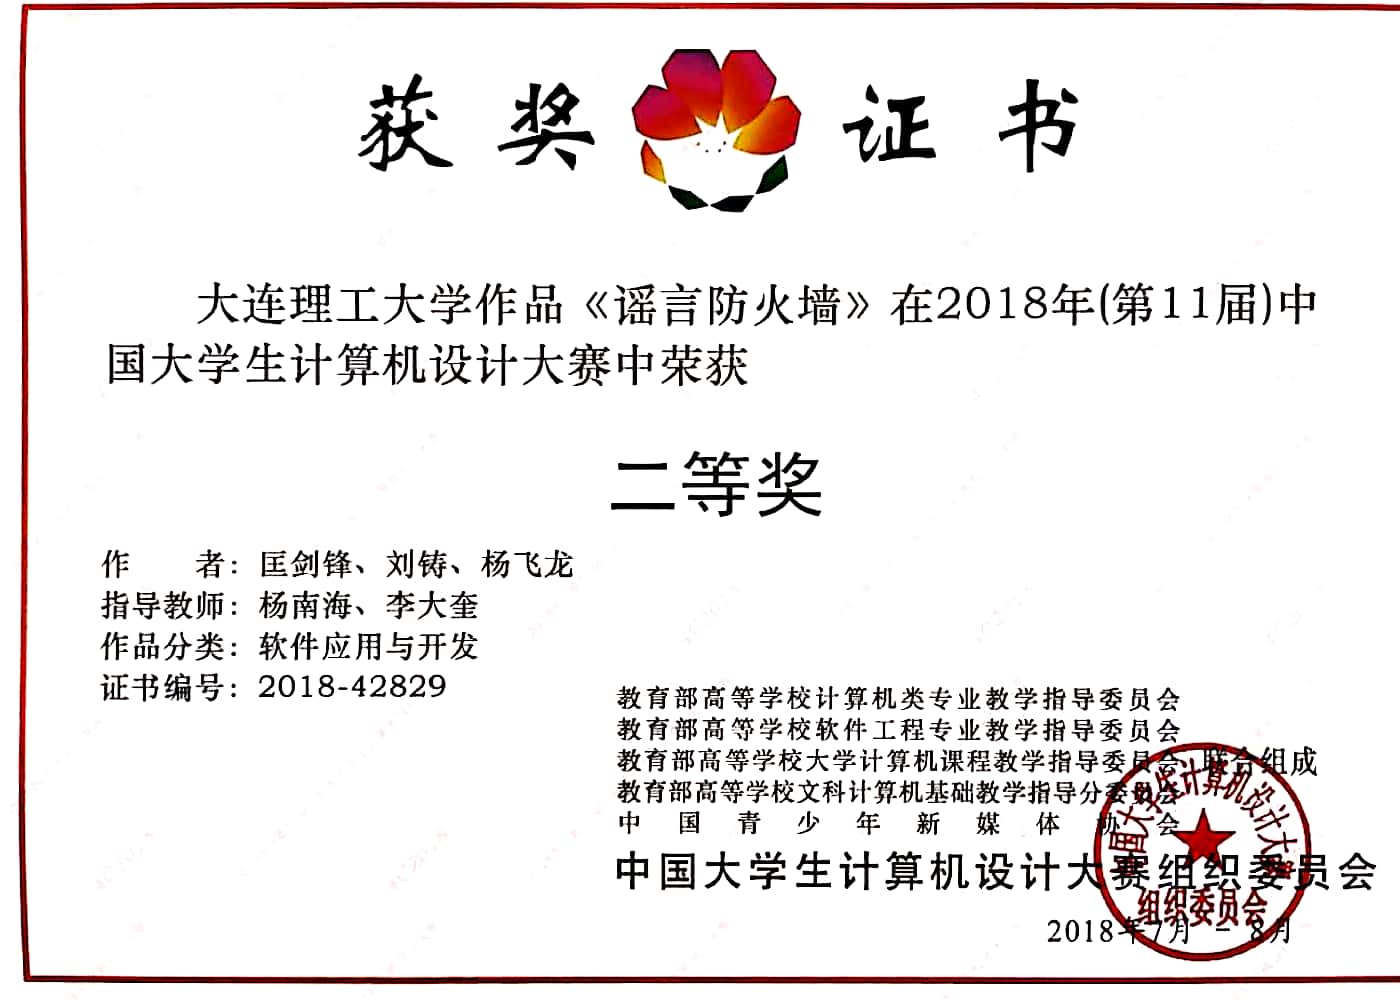 获奖证书
大连理工大学作品《谣言防火墙》在2018年(第11届)中
国大学生计算机设计大赛中荣获
二等奖
作 者：匡剑锋、刘铸、杨飞龙
指导教师：杨南海、李大奎
作品分类：软件应用与开发
证书编号：2018-42829
教育部高等学校计算机类专业教学指导委员会
教育部高等学校软件工程专业教学指导委员会
教育部高等学校大学计算机课程教学指导委员会 联合组成
教育部高等学校文科计算机基础教学指导分委员会
中国青少年新媒体协会
中国大学生计算机设计大赛组织委员会
2018年7月 - 8月
中国大学生计算机设计大赛
组织委员会